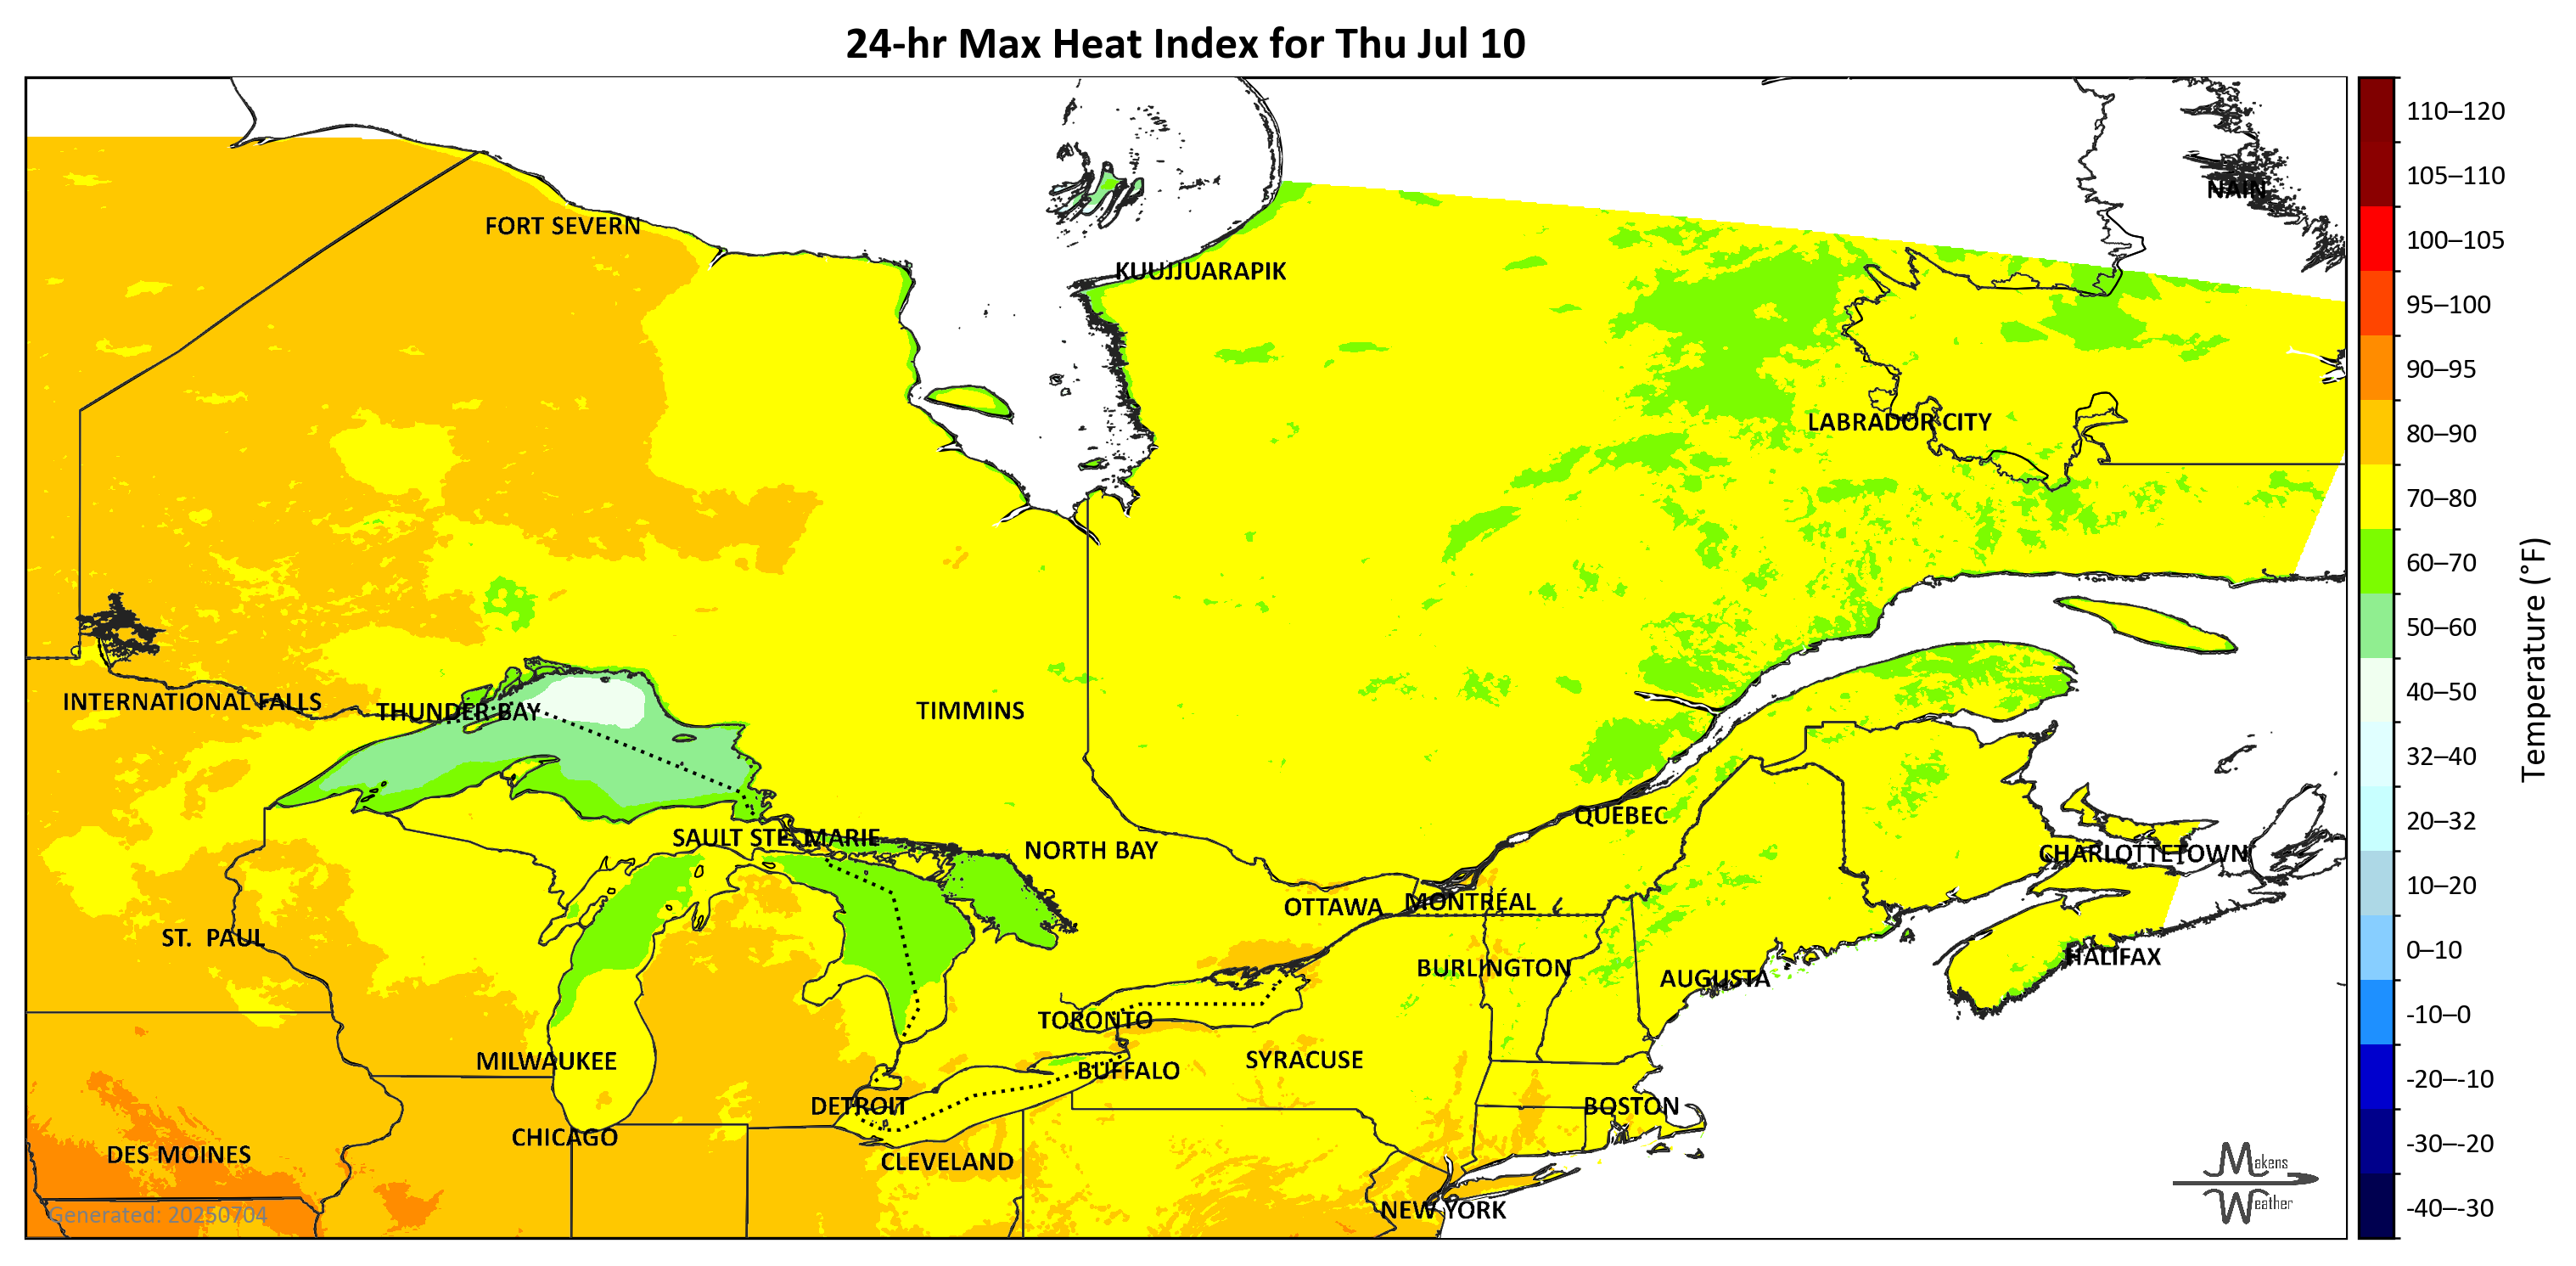 24-hr Max Heat Index for Thu Jul 10
110–120
105–110
100–105
95–100
90–95
80–90
70–80
60–70
50–60
40–50
32–40
20–32
10–20
0–10
-10–0
-20–-10
-30–-20
-40–-30
Temperature (°F)
NAIN
FORT SEVERN
KUUJJUARAPIK
LABRADOR CITY
INTERNATIONAL FALLS
THUNDER BAY
TIMMINS
QUEBEC
SAULT STE. MARIE
NORTH BAY
CHARLOTTETOWN
OTTAWA
MONTRÉAL
ST. PAUL
HALIFAX
BURLINGTON
AUGUSTA
TORONTO
MILWAUKEE
SYRACUSE
BUFFALO
DETROIT
BOSTON
CHICAGO
DES MOINES
CLEVELAND
NEW YORK
Generated: 20250704
Makens
Weather